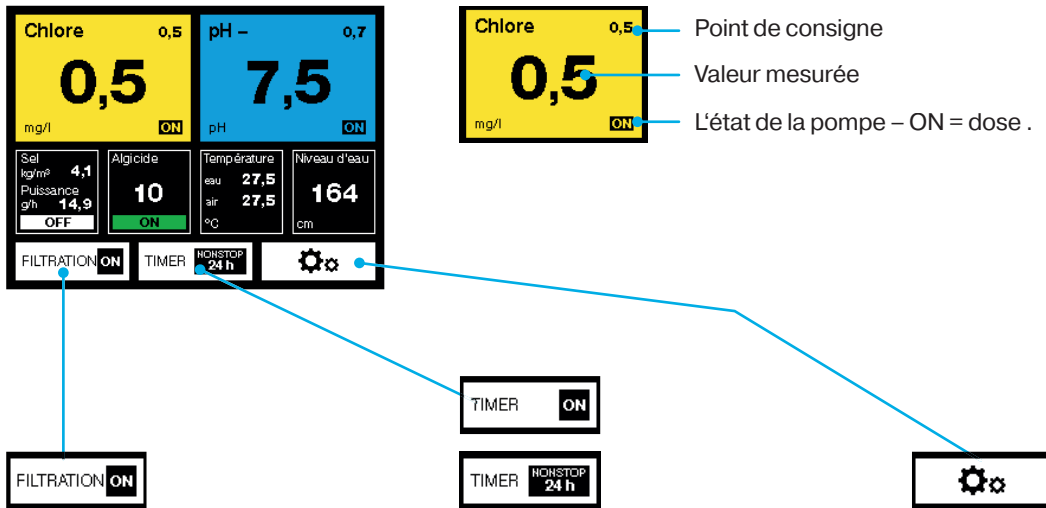 Chlore 0,5
0,5
mg/l ON
pH – 0,7
7,5
pH ON
Sel
kg/m³ 4,1
Puissance
g/h 14,9
OFF
Algicide
10
ON
Température
eau 27,5
air 27,5
°C
Niveau d'eau
164
cm
FILTRATION ON
TIMER NONSTOP
24 h
Chlore 0,5
0,5
mg/l ON
Point de consigne
Valeur mesurée
L‘état de la pompe – ON = dose .
TIMER ON
FILTRATION ON
TIMER NONSTOP
24 h